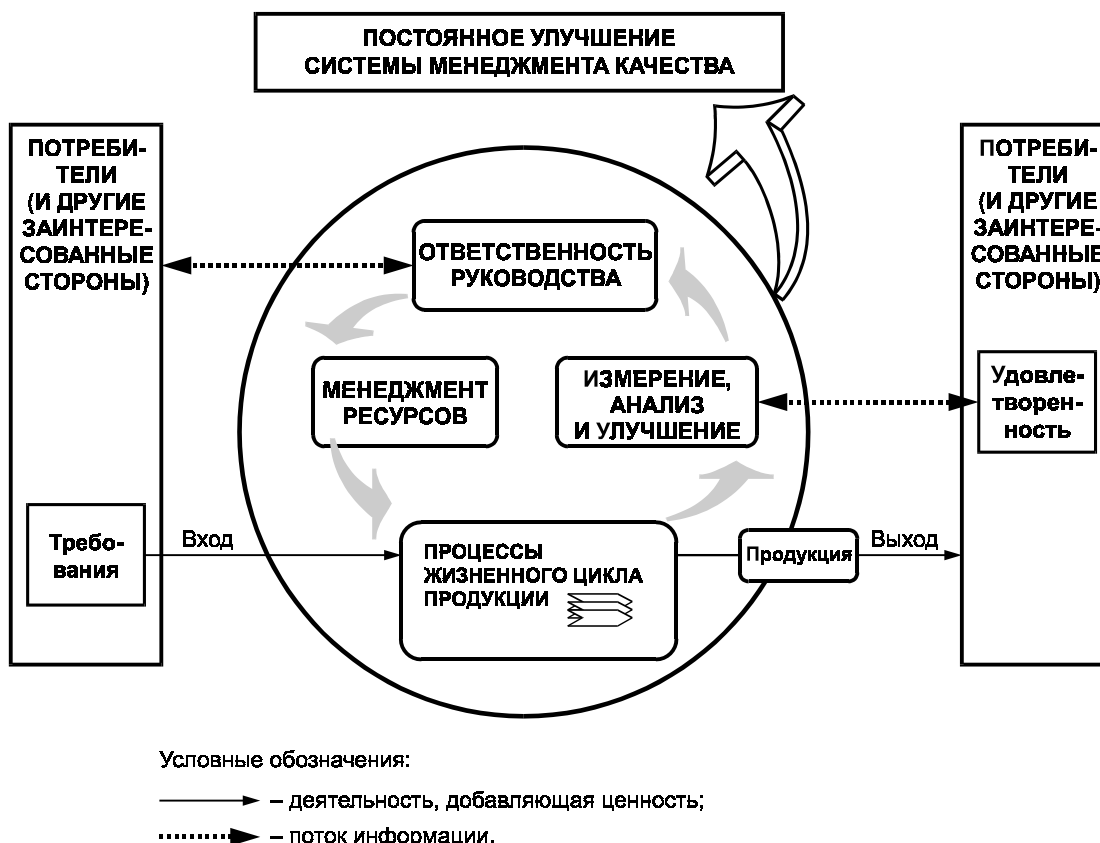 ПОСТОЯННОЕ УЛУЧШЕНИЕ
СИСТЕМЫ МЕНЕДЖМЕНТА КАЧЕСТВА
ПОТРЕБИ-
ТЕЛИ
(И ДРУГИЕ
ЗАИНТЕРЕ-
СОВАННЫЕ
СТОРОНЫ)
ПОТРЕБИ-
ТЕЛИ
(И ДРУГИЕ
ЗАИНТЕРЕ-
СОВАННЫЕ
СТОРОНЫ)
ОТВЕТСТВЕННОСТЬ
РУКОВОДСТВА
МЕНЕДЖМЕНТ
РЕСУРСОВ
ИЗМЕРЕНИЕ,
АНАЛИЗ
И УЛУЧШЕНИЕ
Удовле-
творен-
ность
Требо-
вания
Вход
ПРОЦЕССЫ
ЖИЗНЕННОГО ЦИКЛА
ПРОДУКЦИИ
Продукция
Выход
Условные обозначения:
– деятельность, добавляющая ценность;
– поток информации.